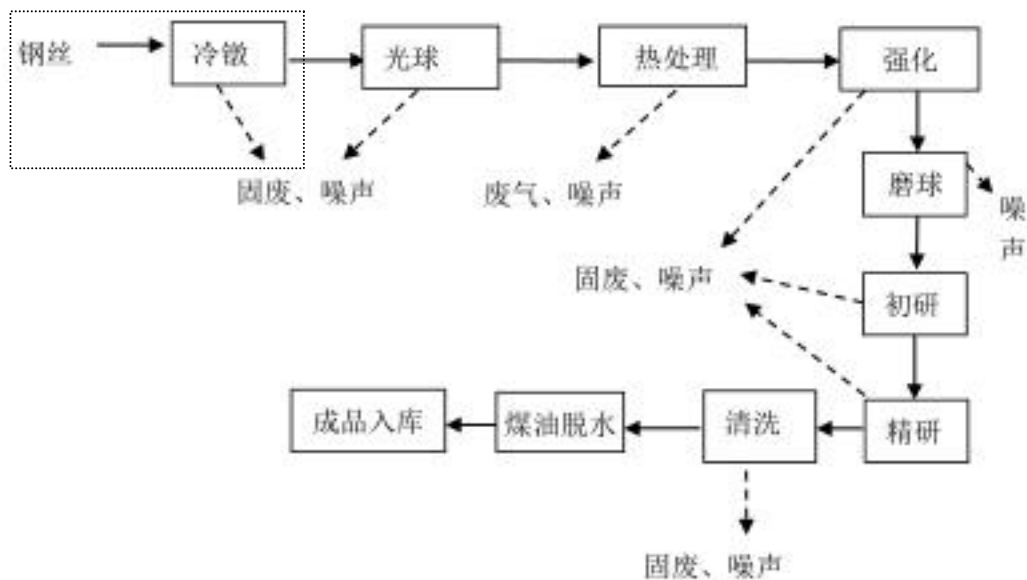 钢丝
冷镦
光球
热处理
强化
固废、噪声
废气、噪声
磨球
噪
声
固废、噪声
初研
成品入库
煤油脱水
清洗
精研
固废、噪声